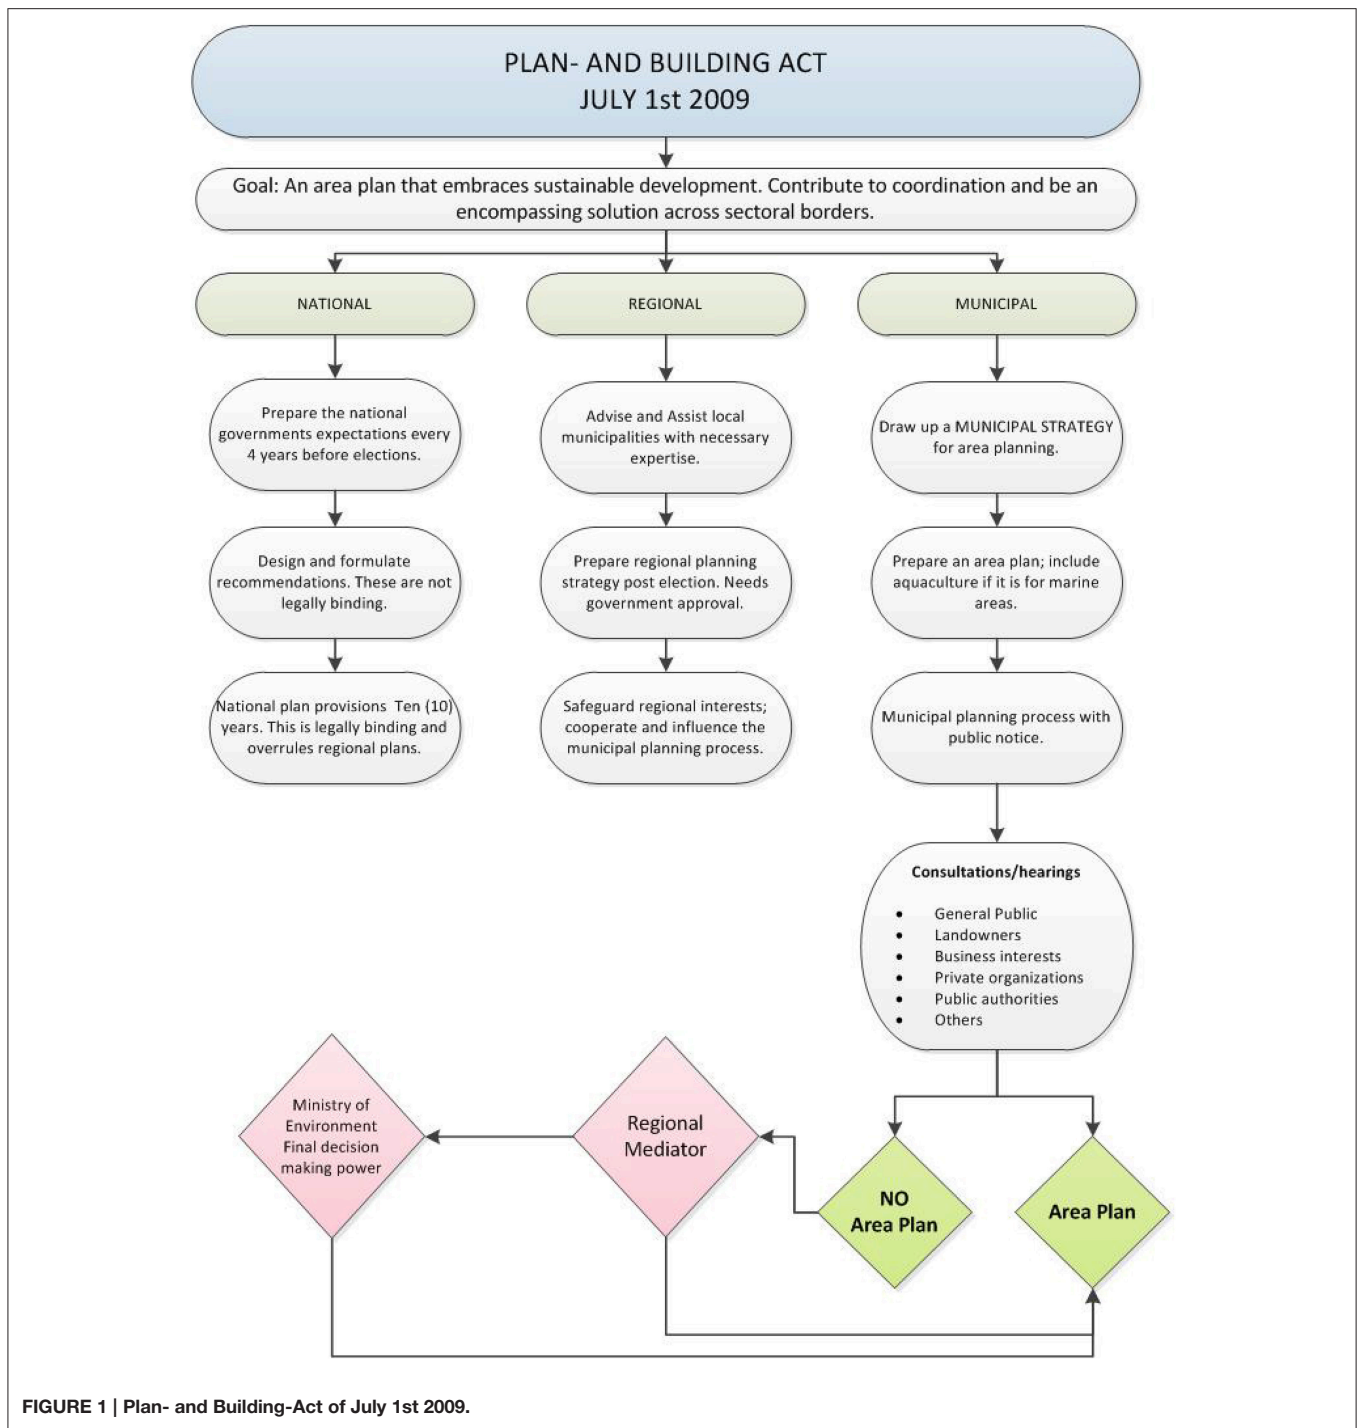 PLAN- AND BUILDING ACT
JULY 1st 2009
Goal: An area plan that embraces sustainable development. Contribute to coordination and be an
encompassing solution across sectoral borders.
NATIONAL
REGIONAL
MUNICIPAL
Prepare the national
governments expectations every
4 years before elections.
Advise and Assist local
municipalities with necessary
expertise.
Draw up a MUNICIPAL STRATEGY
for area planning.
Design and formulate
recommendations. These are not
legally binding.
Prepare regional planning
strategy post election. Needs
government approval.
Prepare an area plan; include
aquaculture if it is for marine
areas.
National plan provisions Ten (10)
years. This is legally binding and
overrules regional plans.
Safeguard regional interests;
cooperate and influence the
municipal planning process.
Municipal planning process with
public notice.
Consultations/hearings
• General Public
• Landowners
• Business interests
• Private organizations
• Public authorities
• Others
Ministry of
Environment
Final decision
making power
Regional
Mediator
NO
Area Plan
Area Plan
FIGURE 1 | Plan- and Building-Act of July 1st 2009.